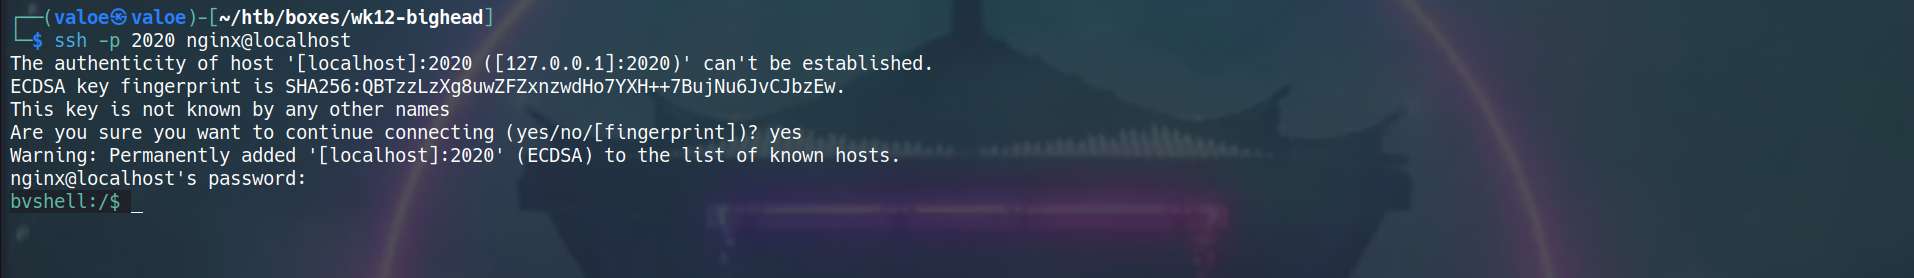 ┌──(valoe㉿valoe)-[~/htb/boxes/wk12-bighead]
└─$ ssh -p 2020 nginx@localhost
The authenticity of host '[localhost]:2020 ([127.0.0.1]:2020)' can't be established.
ECDSA key fingerprint is SHA256:QBTzzLzXg8uwZFZxnzwdHo7YXH++7BujNu6JvCJbzEw.
This key is not known by any other names
Are you sure you want to continue connecting (yes/no/[fingerprint])? yes
Warning: Permanently added '[localhost]:2020' (ECDSA) to the list of known hosts.
nginx@localhost's password:
bvshell:/$ _